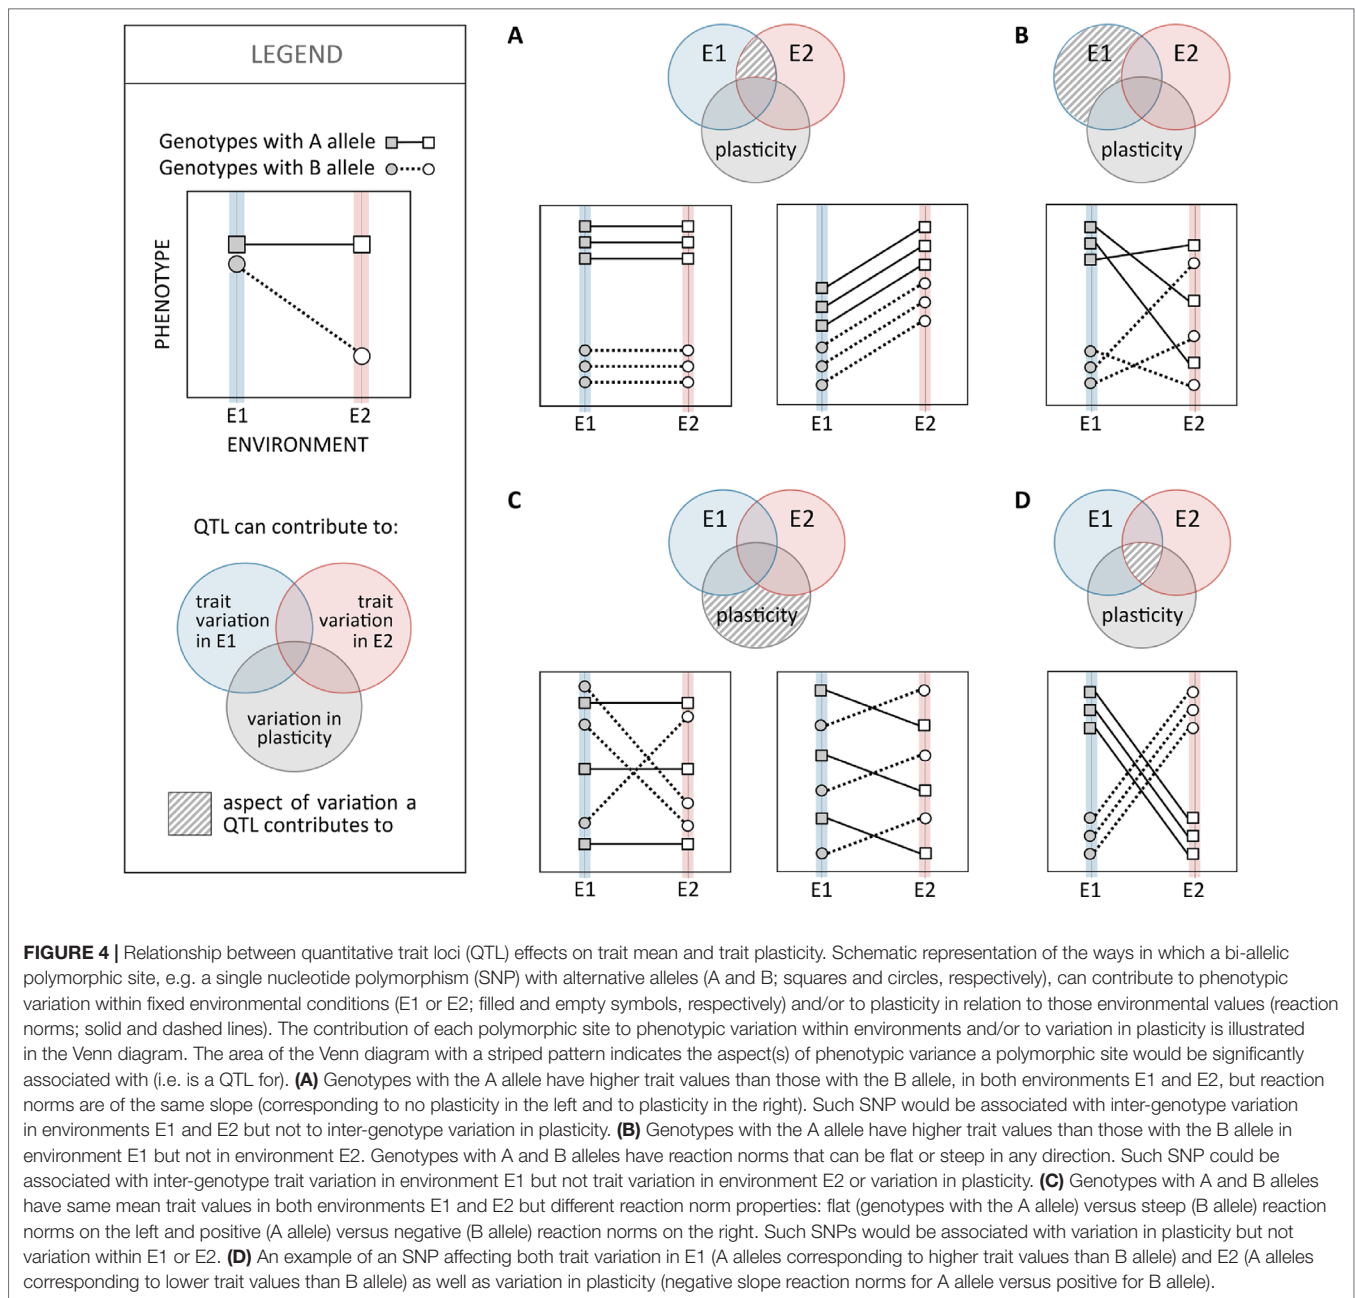 LEGEND
Genotypes with A allele
Genotypes with B allele
PHENOTYPE
E1
E2
ENVIRONMENT
QTL can contribute to:
trait
variation
in E1
trait
variation
in E2
variation in
plasticity
aspect of variation a
QTL contributes to
A
E1
E2
plasticity
E1
E2
E1
E2
B
E1
E2
plasticity
E1
E2
C
E1
E2
plasticity
E1
E2
E1
E2
D
E1
E2
plasticity
E1
E2
FIGURE 4 | Relationship between quantitative trait loci (QTL) effects on trait mean and trait plasticity. Schematic representation of the ways in which a bi-allelic
polymorphic site, e.g. a single nucleotide polymorphism (SNP) with alternative alleles (A and B; squares and circles, respectively), can contribute to phenotypic
variation within fixed environmental conditions (E1 or E2; filled and empty symbols, respectively) and/or to plasticity in relation to those environmental values (reaction
norms; solid and dashed lines). The contribution of each polymorphic site to phenotypic variation within environments and/or to variation in plasticity is illustrated
in the Venn diagram. The area of the Venn diagram with a striped pattern indicates the aspect(s) of phenotypic variance a polymorphic site would be significantly
associated with (i.e. is a QTL for). (A) Genotypes with the A allele have higher trait values than those with the B allele, in both environments E1 and E2, but reaction
norms are of the same slope (corresponding to no plasticity in the left and to plasticity in the right). Such SNP would be associated with inter-genotype variation
in environments E1 and E2 but not to inter-genotype variation in plasticity. (B) Genotypes with the A allele have higher trait values than those with the B allele in
environment E1 but not in environment E2. Genotypes with A and B alleles have reaction norms that can be flat or steep in any direction. Such SNP could be
associated with inter-genotype trait variation in environment E1 but not trait variation in environment E2 or variation in plasticity. (C) Genotypes with A and B alleles
have same mean trait values in both environments E1 and E2 but different reaction norm properties: flat (genotypes with the A allele) versus steep (B allele) reaction
norms on the left and positive (A allele) versus negative (B allele) reaction norms on the right. Such SNPs would be associated with variation in plasticity but not
variation within E1 or E2. (D) An example of an SNP affecting both trait variation in E1 (A alleles corresponding to higher trait values than B allele) and E2 (A alleles
corresponding to lower trait values than B allele) as well as variation in plasticity (negative slope reaction norms for A allele versus positive for B allele).